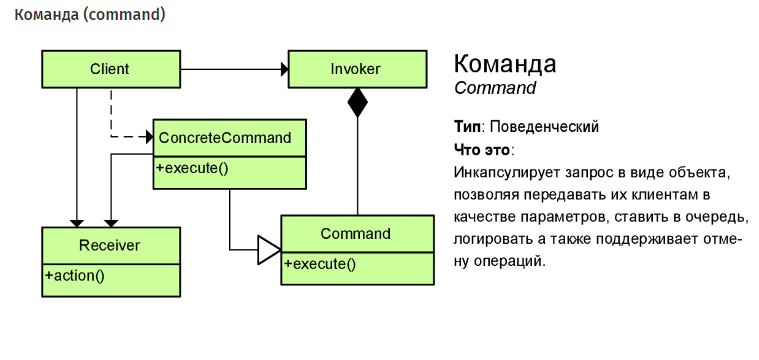 Команда (command)
Client
Invoker
ConcreteCommand
+execute()
Receiver
+action()
Command
+execute()
Команда
Command
Тип: Поведенческий
Что это:
Инкапсулирует запрос в виде объекта,
позволяя передавать их клиентам в
качестве параметров, ставить в очередь,
логировать а также поддерживает отме-
ну операций.